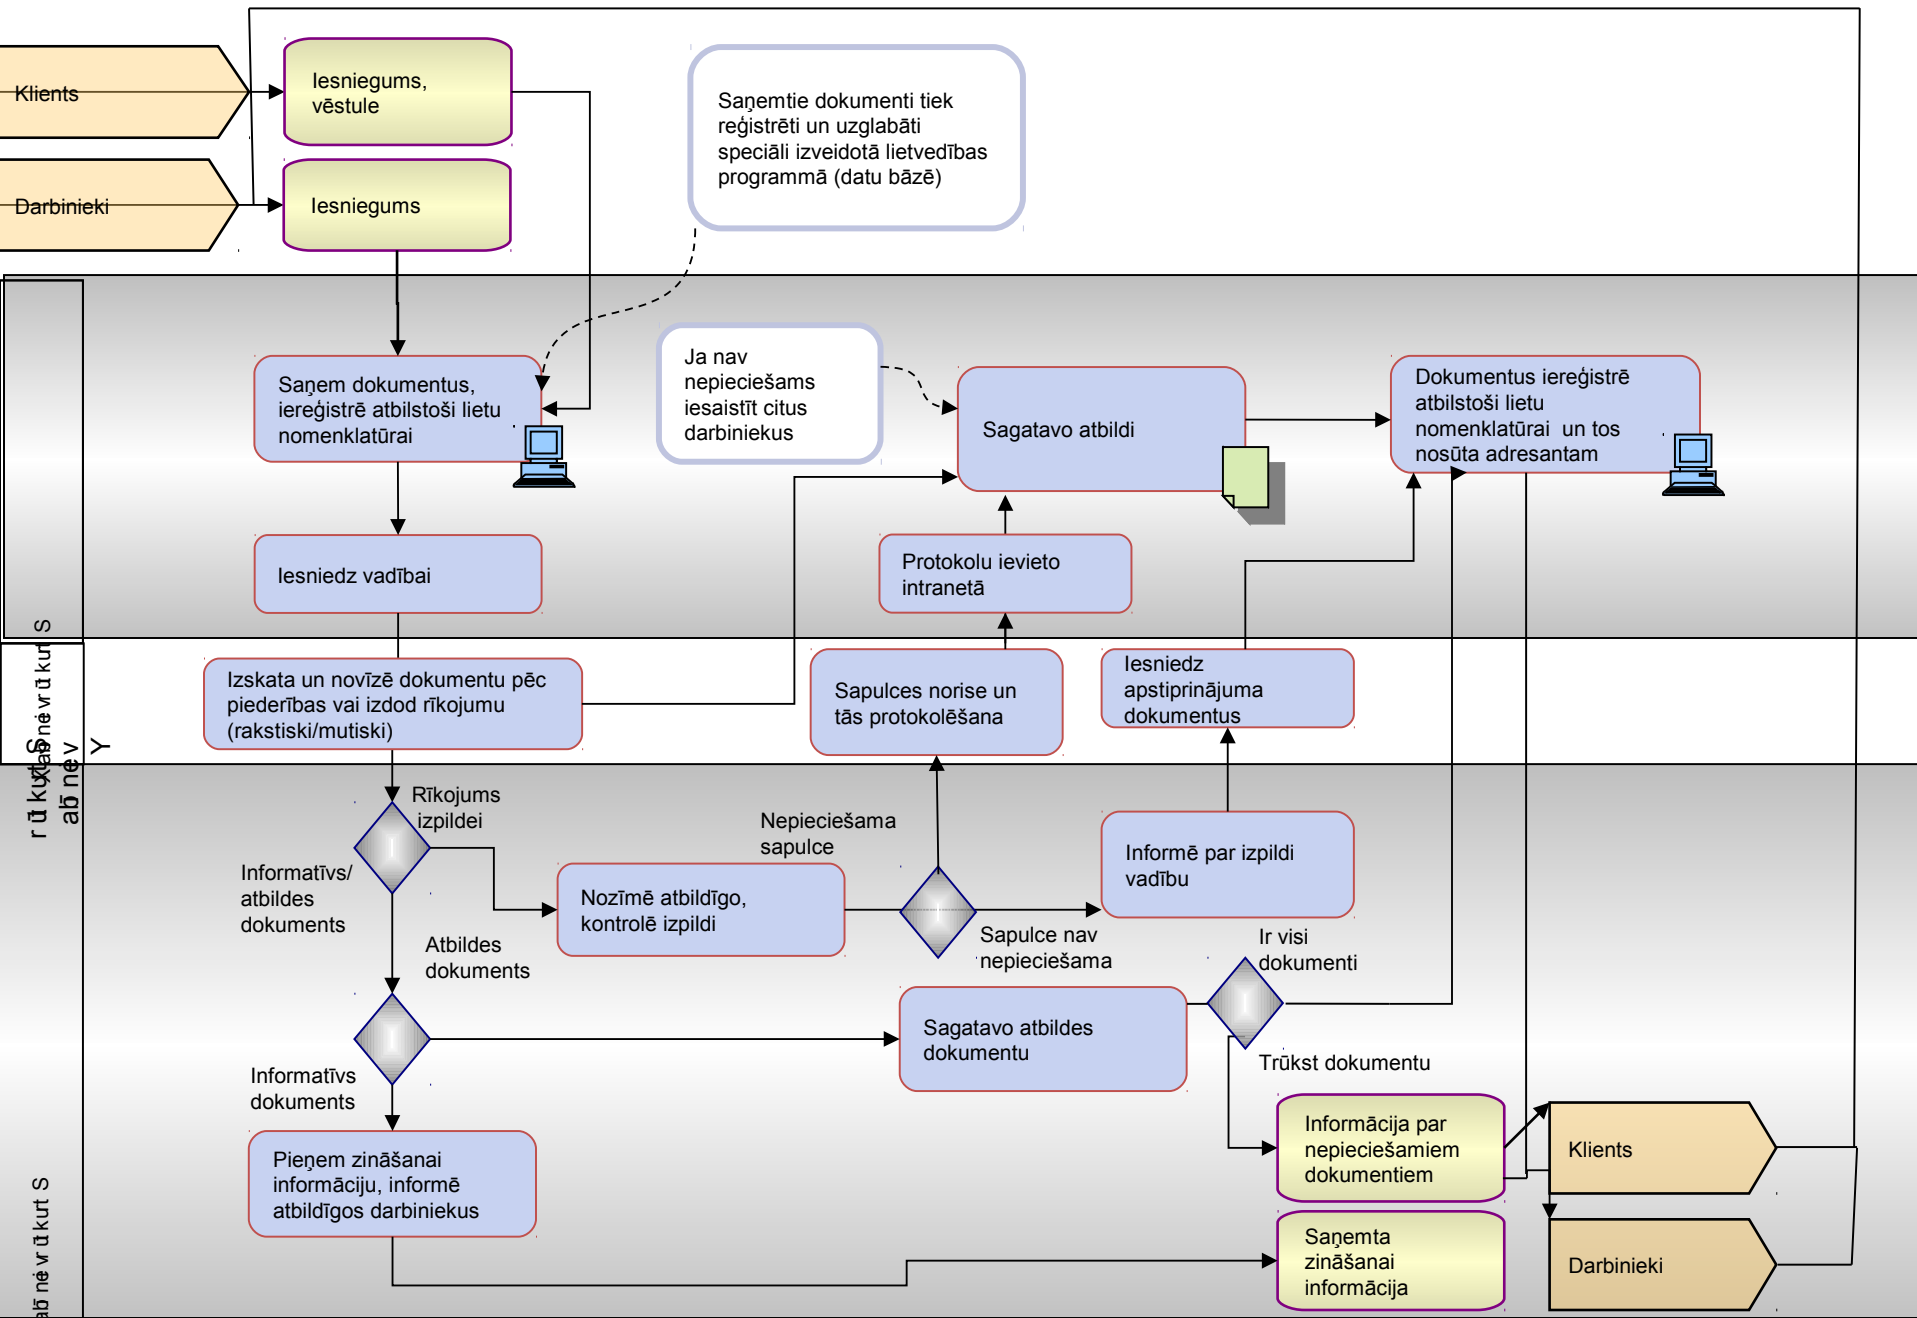 Klients
Iesniegums,
vēstule
Saņemtie dokumenti tiek
reģistrēti un uzglabāti
speciāli izveidotā lietvedības
programmā (datu bāzē)
Darbinieki
Iesniegums
Saņem dokumentus,
iereģistrē atbilstoši lietu
nomenklatūrai
Ja nav
nepieciešams
iesaistīt citus
darbiniekus
Sagatavo atbildi
Dokumentus iereģistrē
atbilstoši lietu
nomenklatūrai un tos
nosūta adresantam
Iesniedz vadībai
Protokolu ievieto
intranetā
Izskata un novīzē dokumentu pēc
piederības vai izdod rīkojumu
(rakstiski/mutiski)
Sapulces norise un
tās protokolēšana
Iesniedz
apstiprinājuma
dokumentus
Y
Rīkojums
izpildei
Nepieciešama
sapulce
Informatīvs/
atbildes
dokuments
Nozīmē atbildīgo,
kontrolē izpildi
Informē par izpildi
vadību
Atbildes
dokuments
Sapulce nav
nepieciešama
Ir visi
dokumenti
Sagatavo atbildes
dokumentu
Informatīvs
dokuments
Trūkst dokumentu
Pieņem zināšanai
informāciju, informē
atbildīgos darbiniekus
Informācija par
nepieciešamiem
dokumentiem
Klients
Saņemta
zināšanai
informācija
Darbinieki